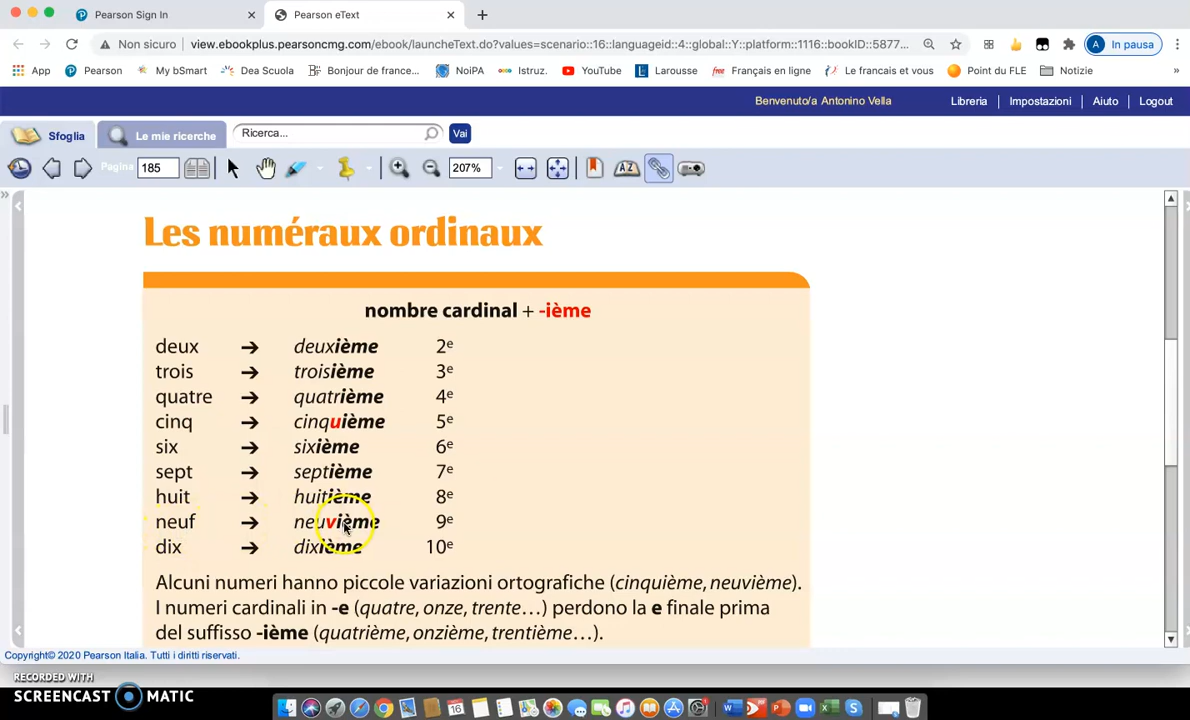 Pearson Sign In
Pearson eText
Non sicuro
view.ebookplus.pearsoncmg.com/ebook/launcheText.do?values=scenario::16::languageid::4::global::Y::platform::1116::bookID::5877...
A In pausa
App
Pearson
My bSmart
Dea Scuola
Bonjour de france...
NoiPA
Istruz.
YouTube
L Larousse
free Français en ligne
Le francais et vous
Point du FLE
Notizie
Benvenuto/a Antonino Vella
Libreria
Impostazioni
Aiuto
Logout
Sfoglia
Le mie ricerche
Ricerca...
Vai
Pagina 185
AZ
207%
Les numéraux ordinaux
nombre cardinal + -ième
deux ➔ deuxième 2e
trois ➔ troisième 3e
quatre ➔ quatrième 4e
cinq ➔ cinquième 5e
six ➔ sixième 6e
sept ➔ septième 7e
huit ➔ huitième 8e
neuf ➔ neuvième 9e
dix ➔ dixième 10e
Alcuni numeri hanno piccole variazioni ortografiche (cinquième, neuvième).
I numeri cardinali in -e (quatre, onze, trente...) perdono la e finale prima
del suffisso -ième (quatrième, onzième, trentième...).
Copyright© 2020 Pearson Italia. Tutti i diritti riservati.
RECORDED WITH
SCREENCAST MATIC